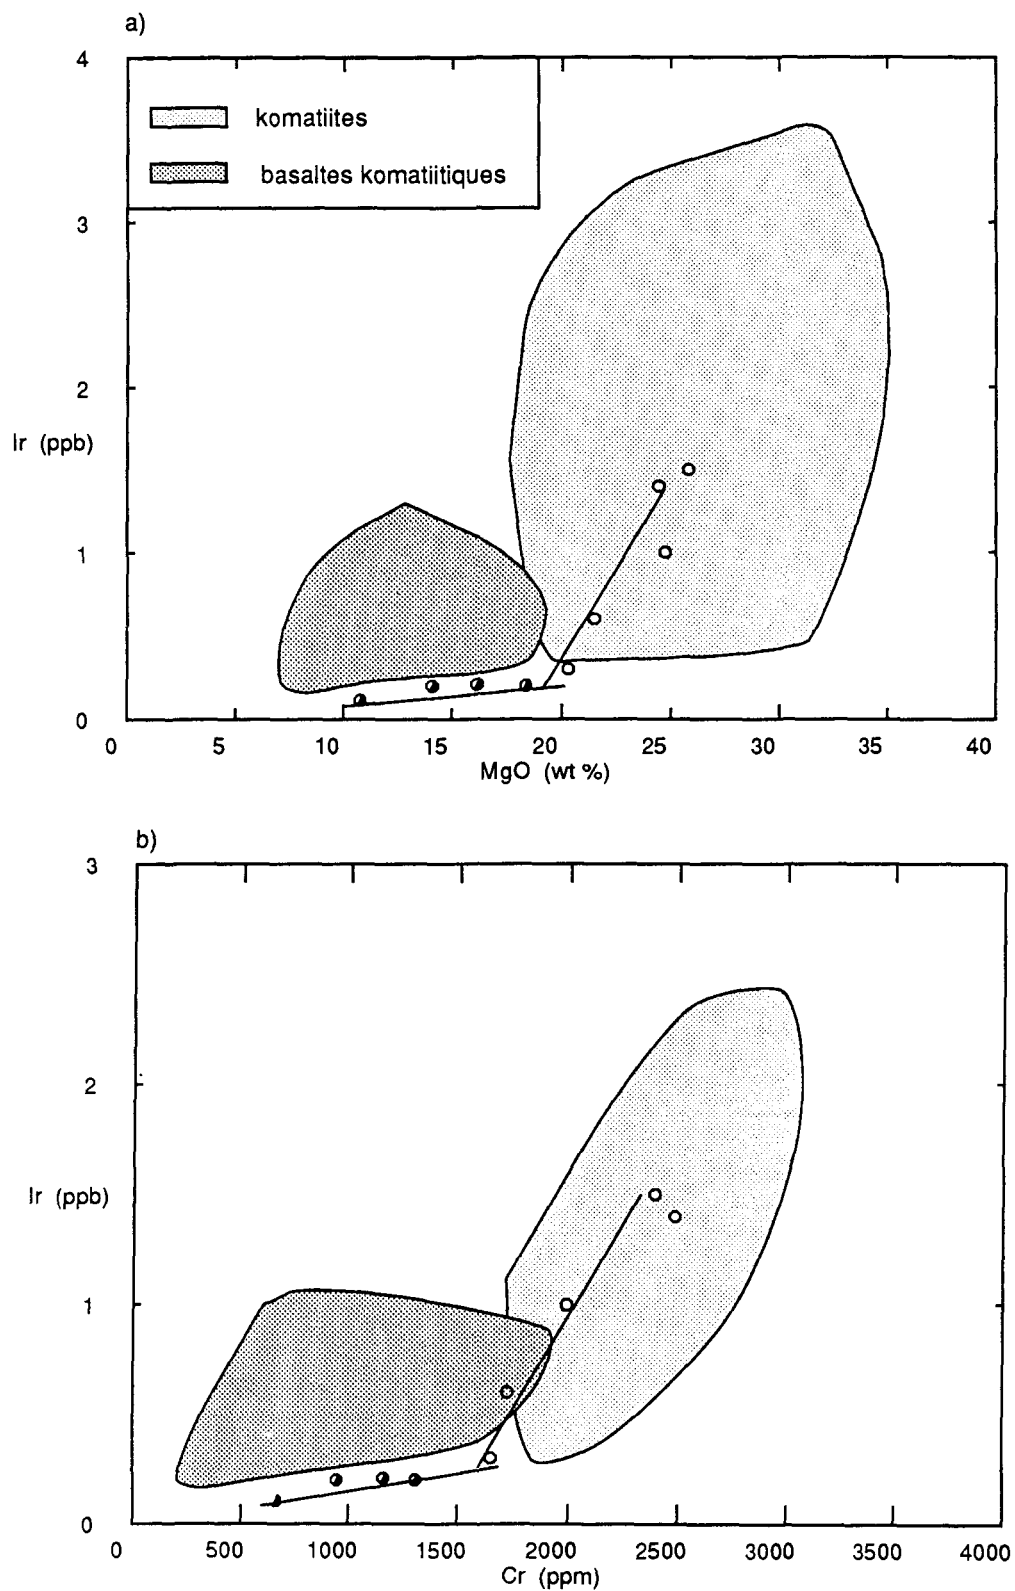 a)
4
komatiites
basaltes komatiitiques
3
2
Ir (ppb)
1
0
0 5 10 15 20 25 30 35 40
MgO (wt %)
b)
3
2
Ir (ppb)
1
0
0 500 1000 1500 2000 2500 3000 3500 4000
Cr (ppm)